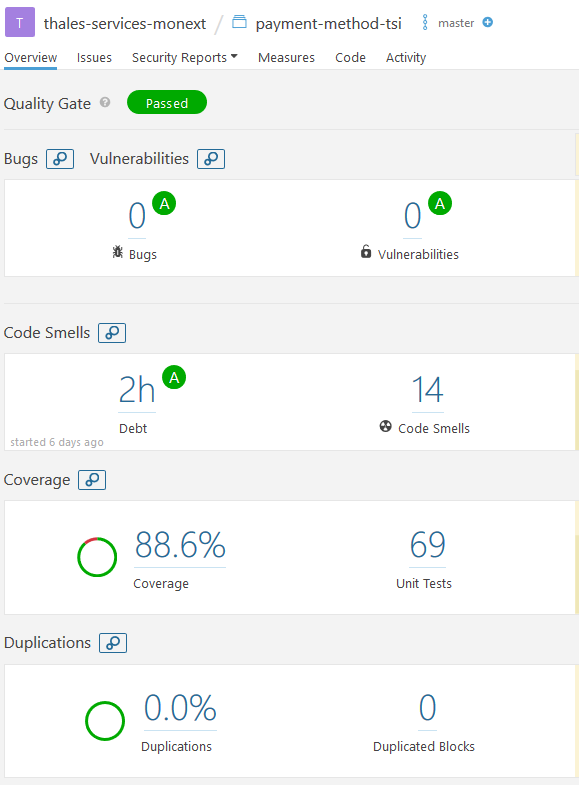 T thales-services-monext / payment-method-tsi master
Overview Issues Security Reports Measures Code Activity
Quality Gate ? Passed
Bugs Vulnerabilities
0 A 0 A
Bugs Vulnerabilities
Code Smells
2h A 14
Debt Code Smells
started 6 days ago
Coverage
88.6% 69
Coverage Unit Tests
Duplications
0.0% 0
Duplications Duplicated Blocks